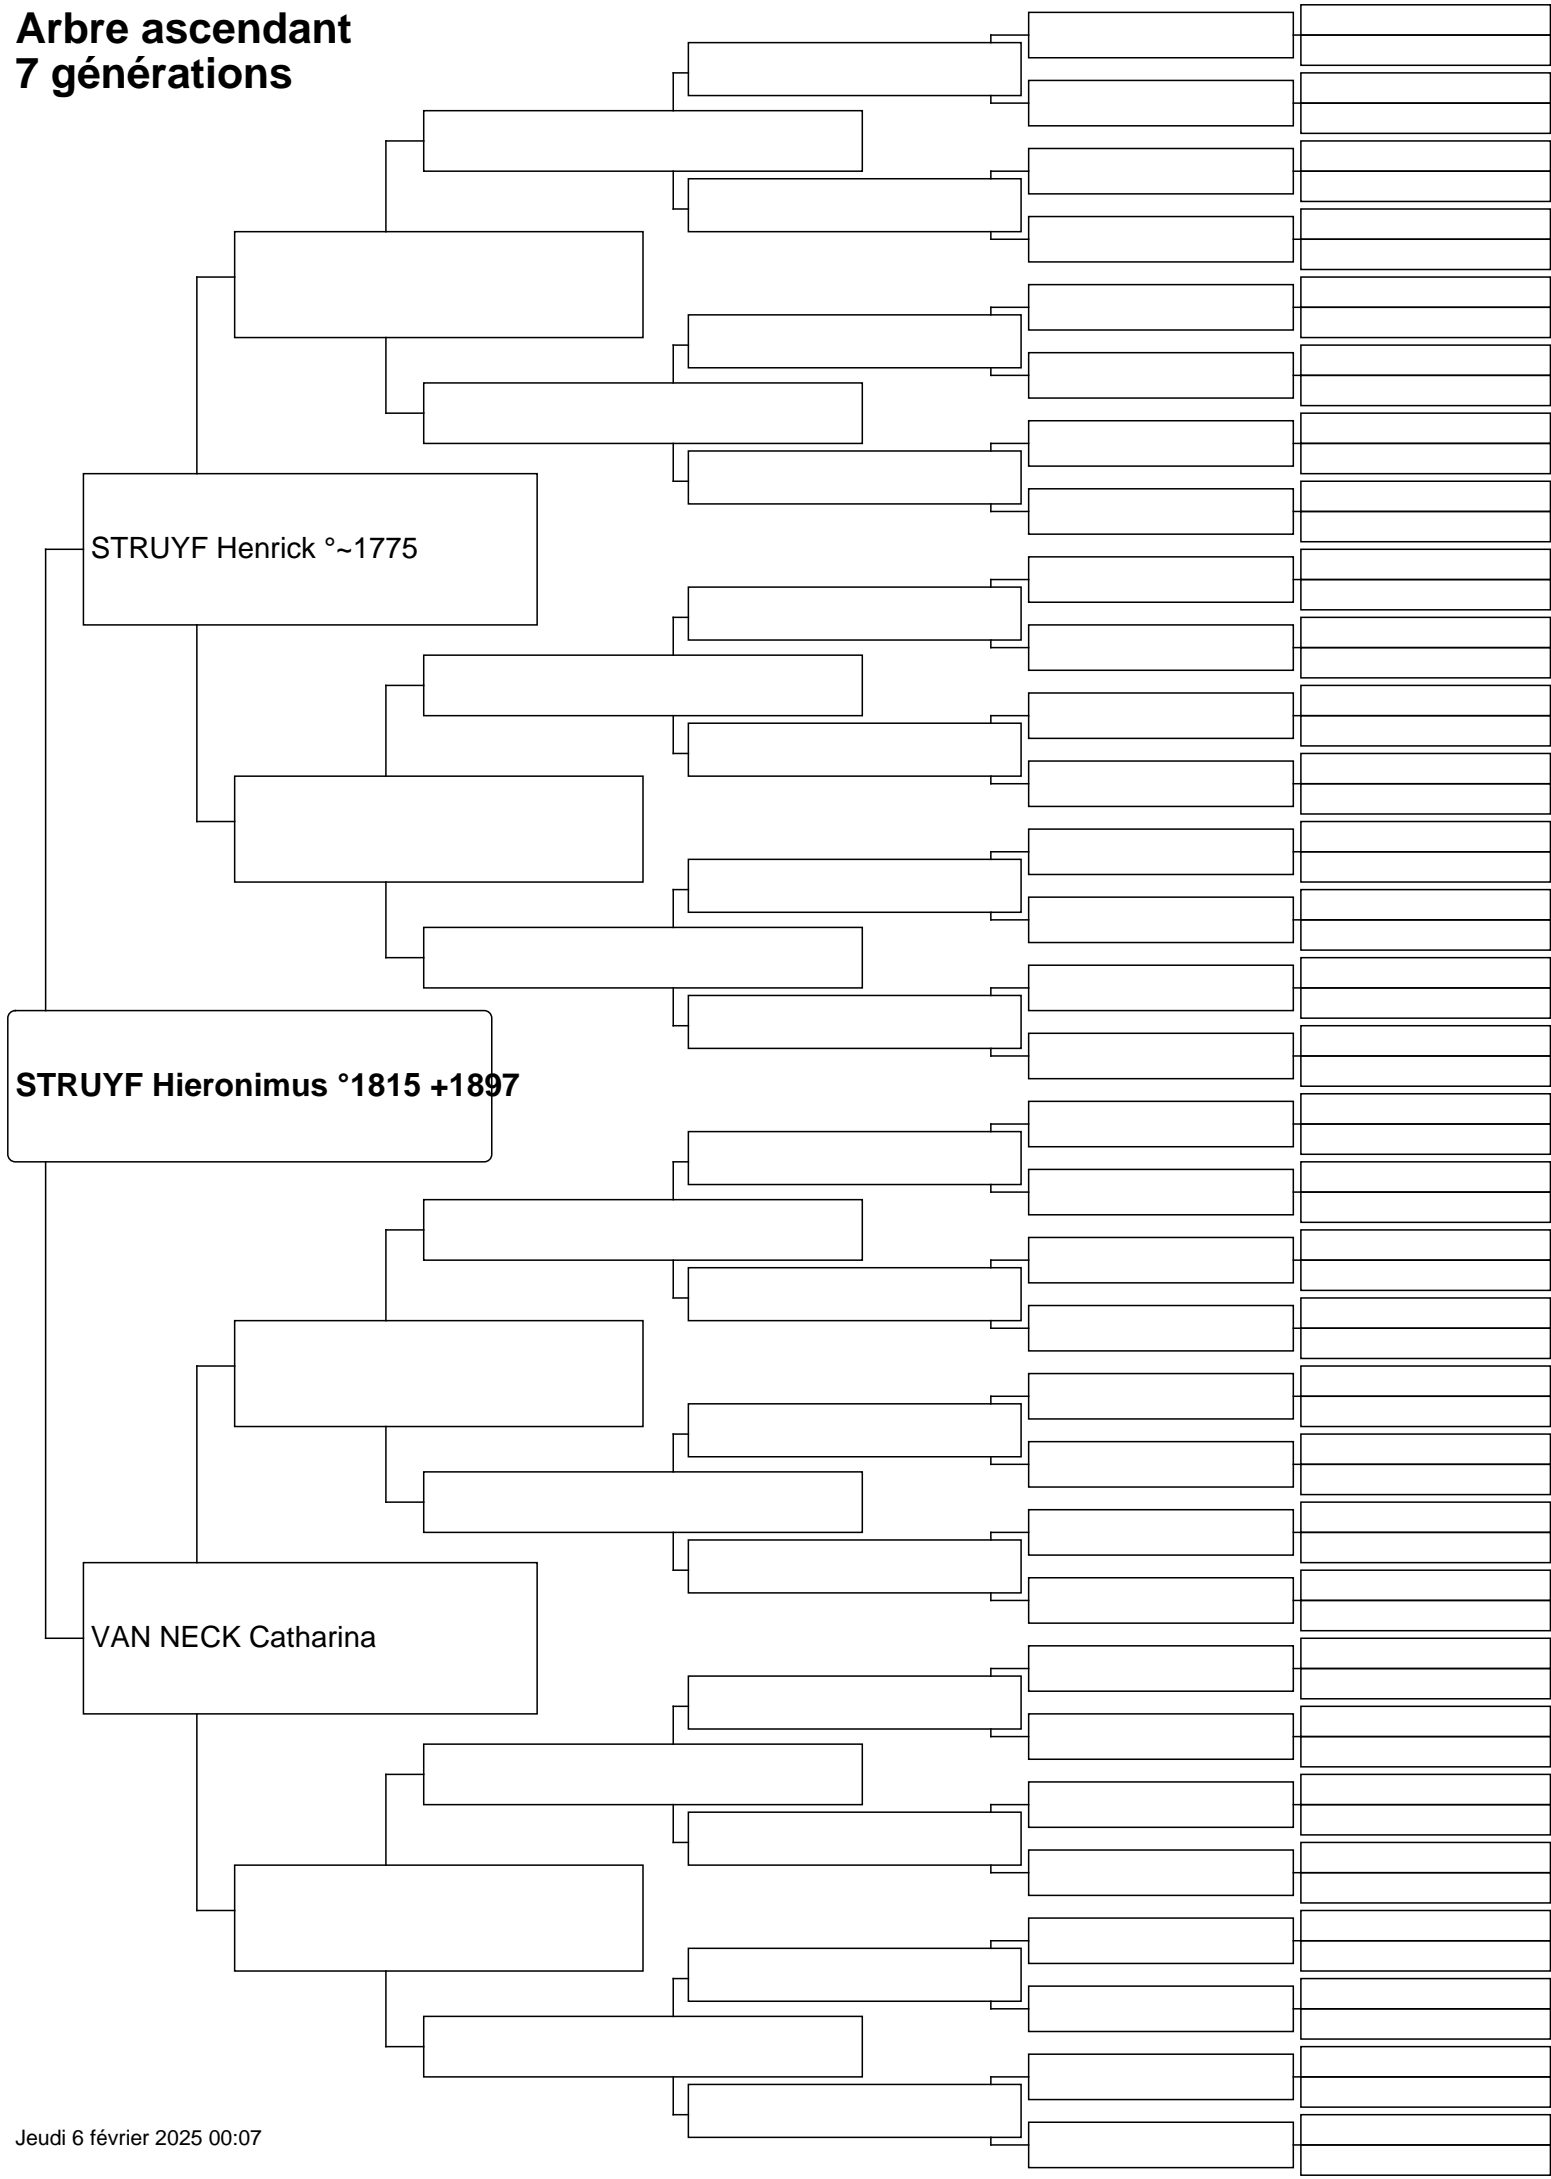 Arbre ascendant
7 générations
STRUYF Henrick °~1775
STRUYF Hieronimus °1815 +1897
VAN NECK Catharina
Jeudi 6 février 2025 00:07